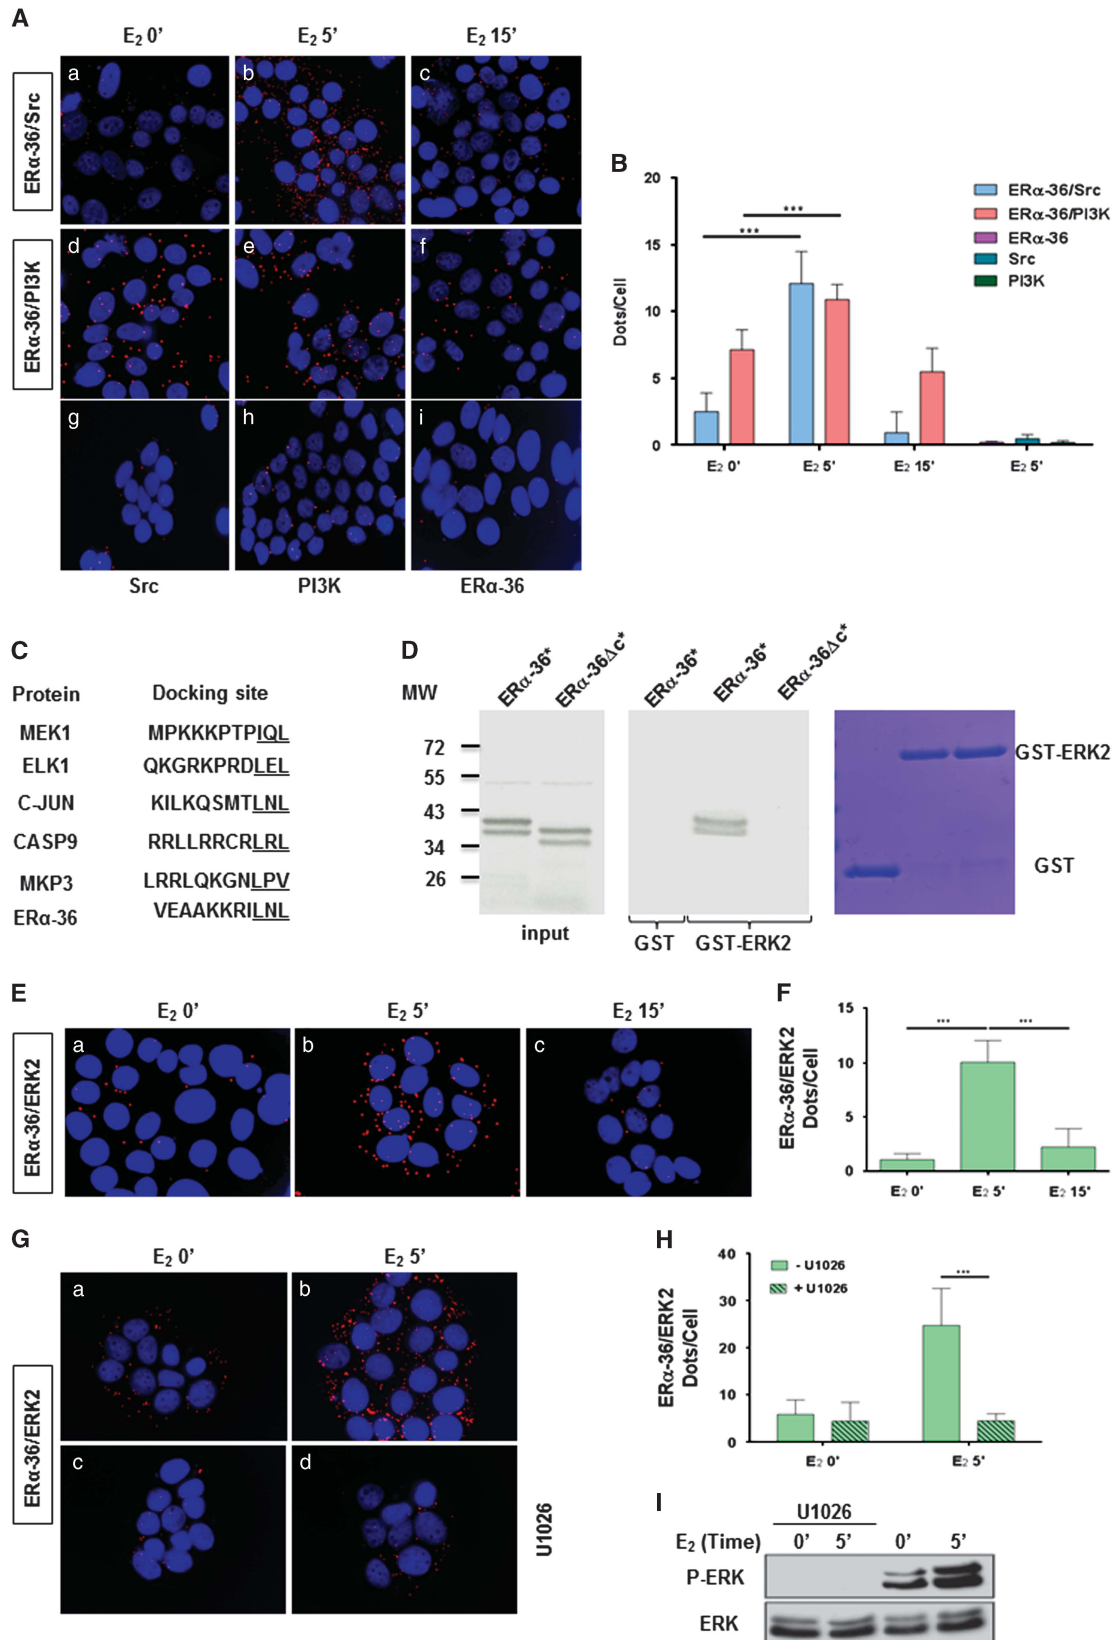 A
E₂ 0' E₂ 5' E₂ 15'
ERα-36/Src
a b c
ERα-36/PI3K
d e f
g h i
Src PI3K ERα-36
B
Dots/Cell
20
15
10
5
0
*** ***
ERα-36/Src
ERα-36/PI3K
ERα-36
Src
PI3K
E₂ 0' E₂ 5' E₂ 15' E₂ 5'
C
Protein Docking site
MEK1 MPKKKPTPIQL
ELK1 QKGRKPRDLEL
C-JUN KILKQSMTLNL
CASP9 RRLLRRCRLRL
MKP3 LRRLQKGNLPV
ERα-36 VEAAKKRILNL
D
MW
ERα-36* ERα-36Δc* ERα-36* ERα-36* ERα-36Δc*
72
55
43
34
26
input
GST GST-ERK2
GST-ERK2
GST
E
E₂ 0' E₂ 5' E₂ 15'
ERα-36/ERK2
a b c
F
ERα-36/ERK2
Dots/Cell
15
10
5
0
*** ***
E₂ 0' E₂ 5' E₂ 15'
G
E₂ 0' E₂ 5'
ERα-36/ERK2
a b
c d
U1026
H
ERα-36/ERK2
Dots/Cell
40
30
20
10
0
- U1026
+ U1026
***
E₂ 0' E₂ 5'
I
U1026
E₂ (Time) 0' 5' 0' 5'
P-ERK
ERK